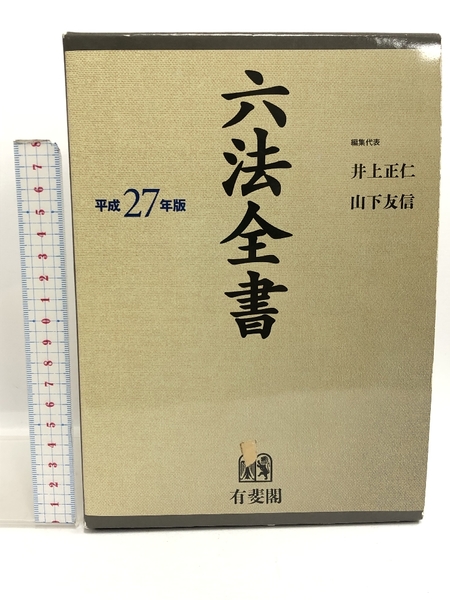 六法全書
平成27年版
編集代表
井上正仁
山下友信
有斐閣